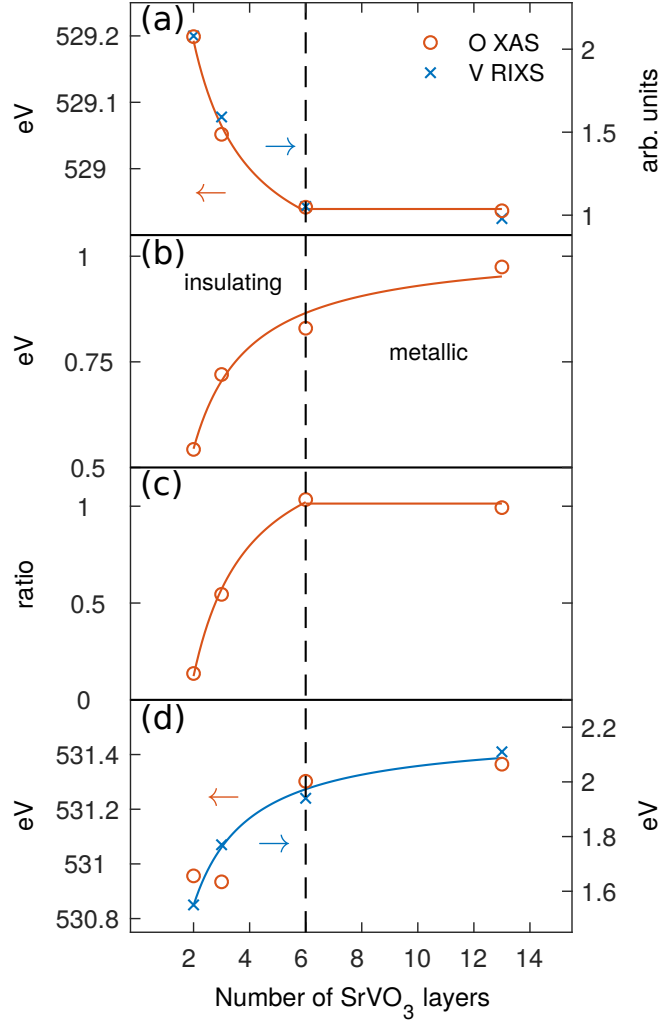 (a)
O XAS
V RIXS
529.2
529.1
529
eV
2
1.5
1
arb. units
(b)
insulating
metallic
1
0.75
0.5
eV
(c)
1
0.5
0
ratio
(d)
531.4
531.2
531
530.8
eV
2.2
2
1.8
1.6
eV
2 4 6 8 10 12 14
Number of SrVO3 layers